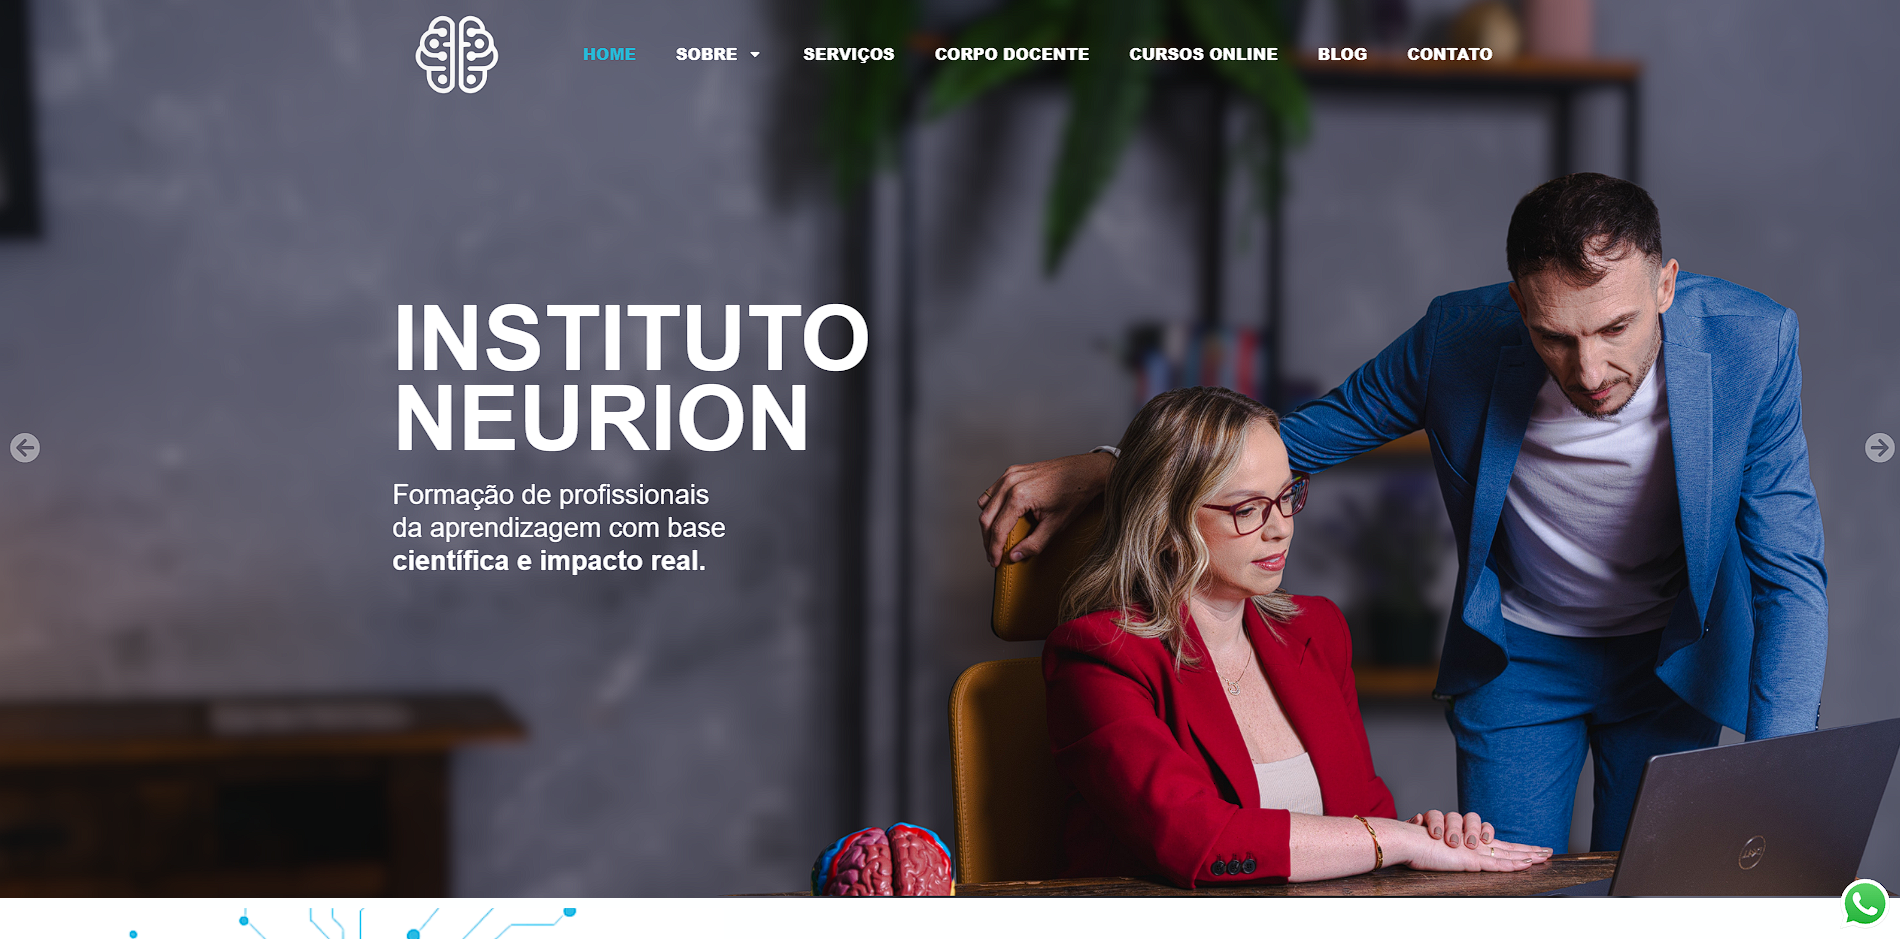 HOME SOBRE SERVIÇOS CORPO DOCENTE CURSOS ONLINE BLOG CONTATO
INSTITUTO
NEURION
Formação de profissionais
da aprendizagem com base
científica e impacto real.
DELL